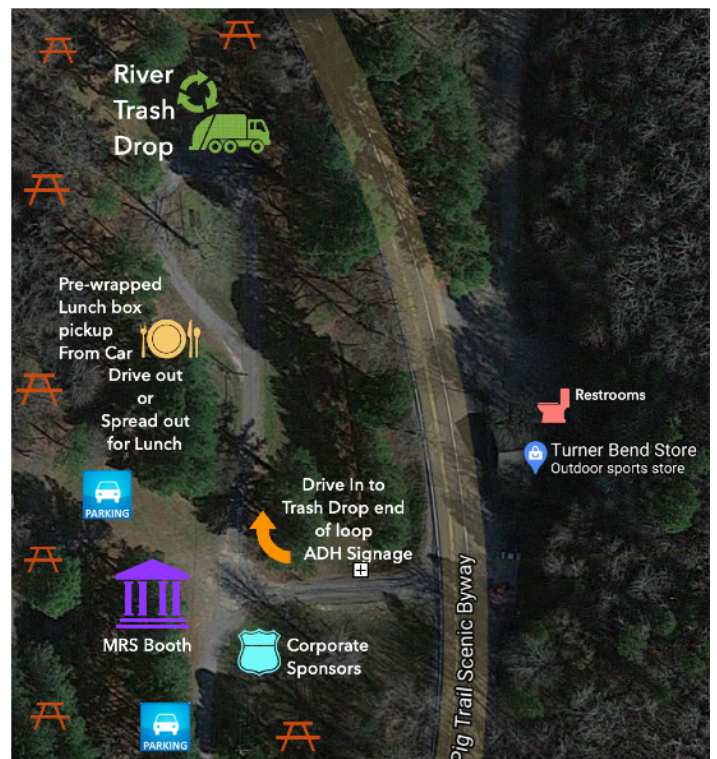 River
Trash
Drop
Pre-wrapped
Lunch box
pickup
From Car
Drive out
or
Spread out
for Lunch
Restrooms
Turner Bend Store
Outdoor sports store
PARKING
Drive In to
Trash Drop end
of loop
ADH Signage
Pig Trail Scenic Byway
MRS Booth
Corporate
Sponsors
PARKING